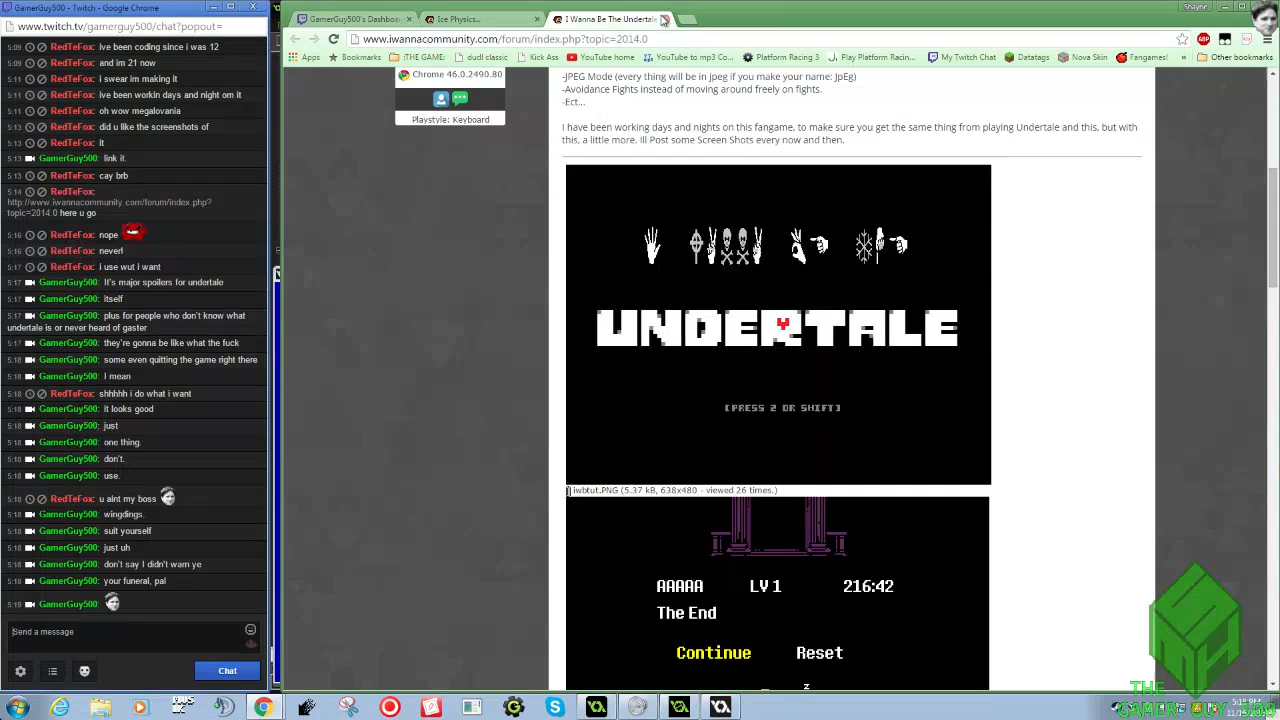 GamerGuy500 - Twitch - Google Chrome
www.twitch.tv/gamerguy500/chat?popout=
5:09 RedTeFox: ive been coding since i was 12
5:09 RedTeFox: and im 21 now
5:11 RedTeFox: i swear im making it
5:11 RedTeFox: ive been workin days and night om it
5:11 RedTeFox: oh wow megalovania
5:13 RedTeFox: did u like the screenshots of
5:13 RedTeFox: it
5:13 GamerGuy500: link it.
5:13 RedTeFox: cay brb
5:14 RedTeFox:
http://www.iwannacommunity.com/forum/index.php?
topic=2014.0 here u go
5:16 RedTeFox: nope
5:16 RedTeFox: neverl
5:17 RedTeFox: i use wut i want
5:17 GamerGuy500: It's major spoilers for undertale
5:17 GamerGuy500: itself
5:17 GamerGuy500: plus for people who don't know what
undertale is or never heard of gaster
5:17 GamerGuy500: they're gonna be like what the fuck
5:18 GamerGuy500: some even quitting the game right there
5:18 GamerGuy500: I mean
5:18 RedTeFox: shhhhh i do what i want
5:18 GamerGuy500: it looks good
5:18 GamerGuy500: just
5:18 GamerGuy500: one thing.
5:18 GamerGuy500: don't.
5:18 GamerGuy500: use.
5:18 RedTeFox: u aint my boss
5:18 GamerGuy500: wingdings.
5:18 GamerGuy500: suit yourself
5:18 GamerGuy500: just uh
5:18 GamerGuy500: don't say I didn't warn ye
5:18 GamerGuy500: your funeral, pal
5:19 GamerGuy500:
Send a message
Chat
GamerGuy500's Dashboa
Ice Physics...
I Wanna Be The Undertale
Shayne
www.iwannacommunity.com/forum/index.php?topic=2014.0
Apps
Bookmarks
!THE GAME:
dudl classic
Kick Ass
YouTube home
YouTube to mp3 Co...
Platform Racing 3
Play Platform Racing...
My Twitch Chat
Datatags
Nova Skin
Fangames!
»
Other bookmarks
Chrome 46.0.2490.80
Playstyle: Keyboard
-JPEG Mode (every thing will be in jpeg if you make your name: JpEg)
-Avoidance Fights instead of moving around freely on fights.
-Ect...
I have been working days and nights on this fangame, to make sure you get the same thing from playing Undertale and this, but with
this, a little more. Ill Post some Screen Shots every now and then.
UNDERTALE
[PRESS Z OR SHIFT]
iwbtut.PNG (5.37 kB, 638x480 - viewed 26 times.)
AAAAA LV 1 216:42
The End
Continue Reset
z
THE
GAMER GUY 500